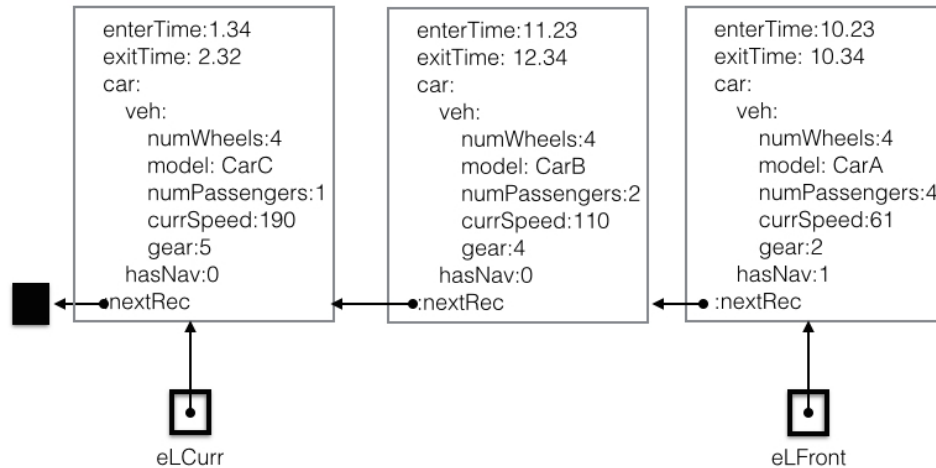 enterTime:1.34
exitTime: 2.32
car:
veh:
numWheels:4
model: CarC
numPassengers:1
currSpeed:190
gear:5
hasNav:0
:nextRec
enterTime:11.23
exitTime: 12.34
car:
veh:
numWheels:4
model: CarB
numPassengers:2
currSpeed:110
gear:4
hasNav:0
:nextRec
enterTime:10.23
exitTime: 10.34
car:
veh:
numWheels:4
model: CarA
numPassengers:4
currSpeed:61
gear:2
hasNav:1
:nextRec
eLCurr
eLFront